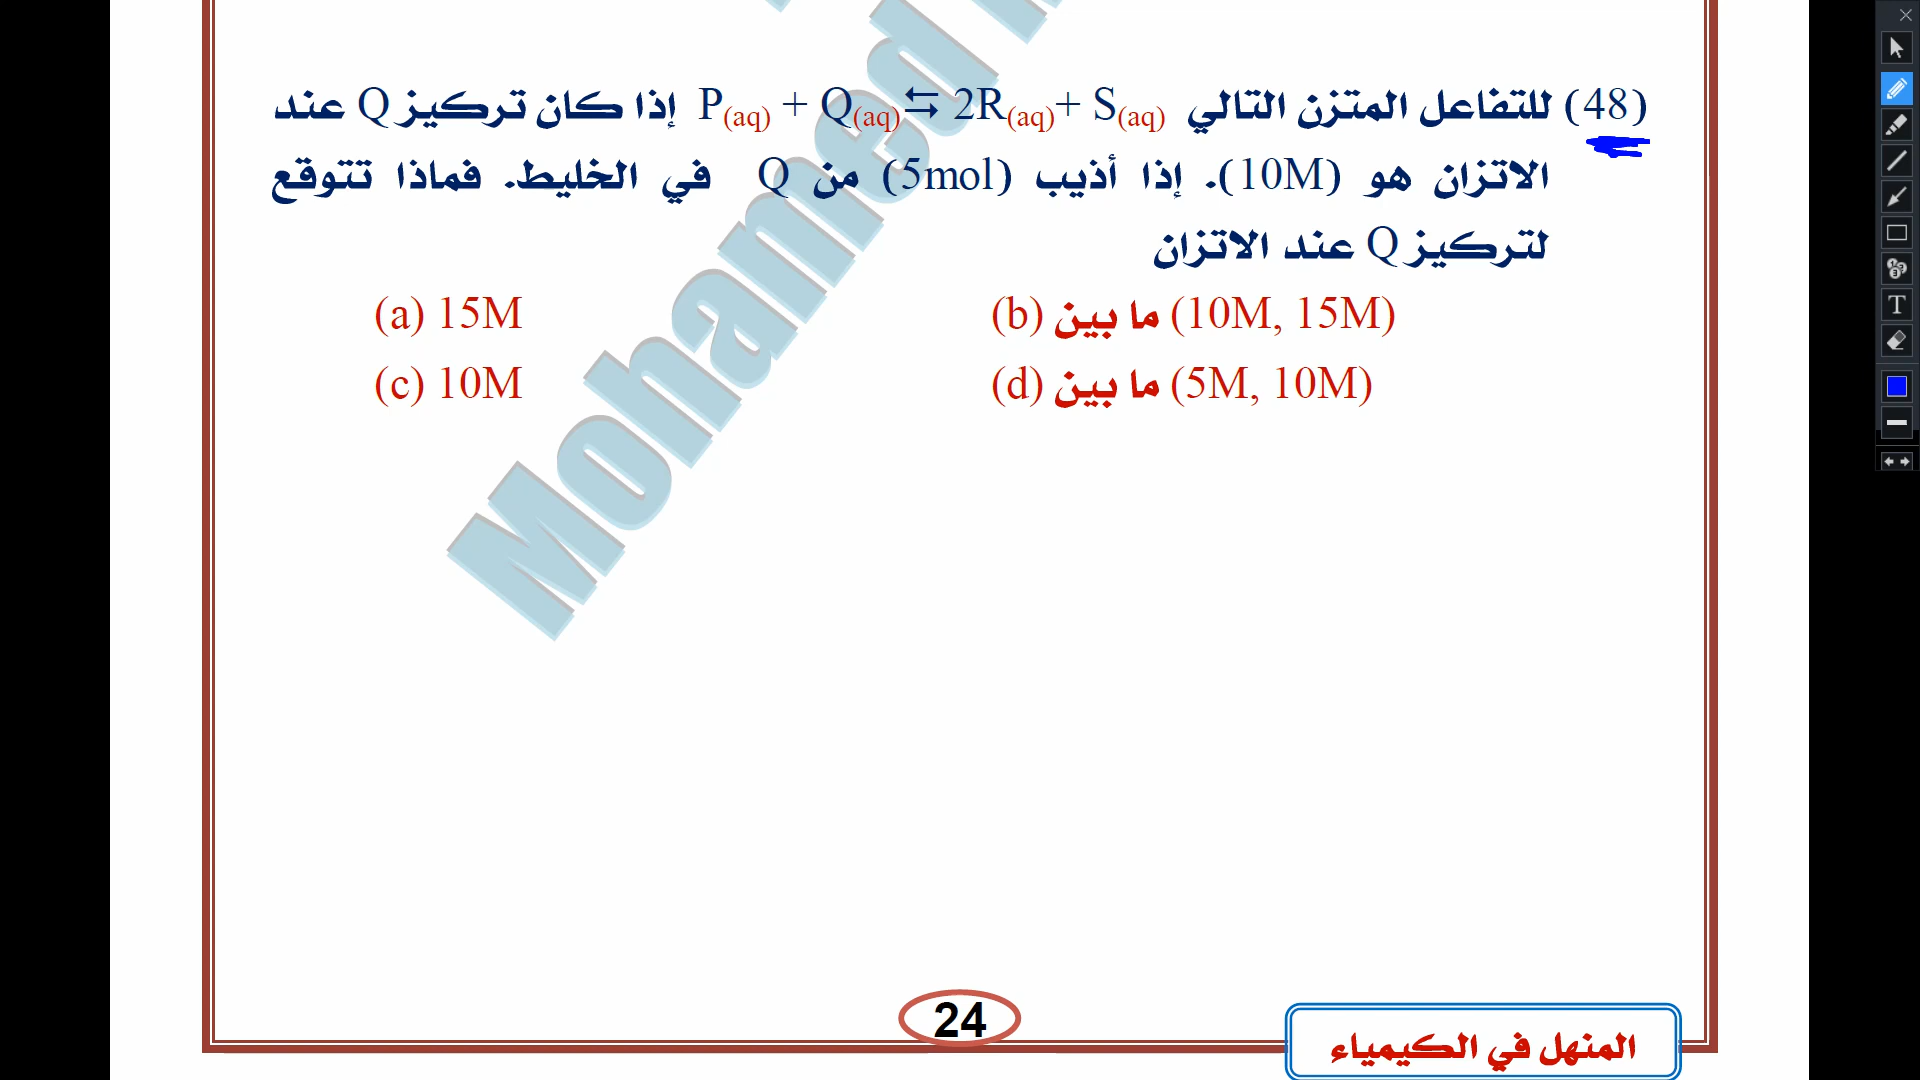 (48) للتفاعل المتزن التالي P(aq) + Q(aq) ⇆ 2R(aq) + S(aq) إذا كان تركيز Q عند
الاتزان هو (10M). إذا أذيب (5mol) من Q في الخليط. فماذا تتوقع
لتركيز Q عند الاتزان
(a) 15M (b) ما بين (10M, 15M)
(c) 10M (d) ما بين (5M, 10M)
Mohamed
24
المنهل في الكيمياء